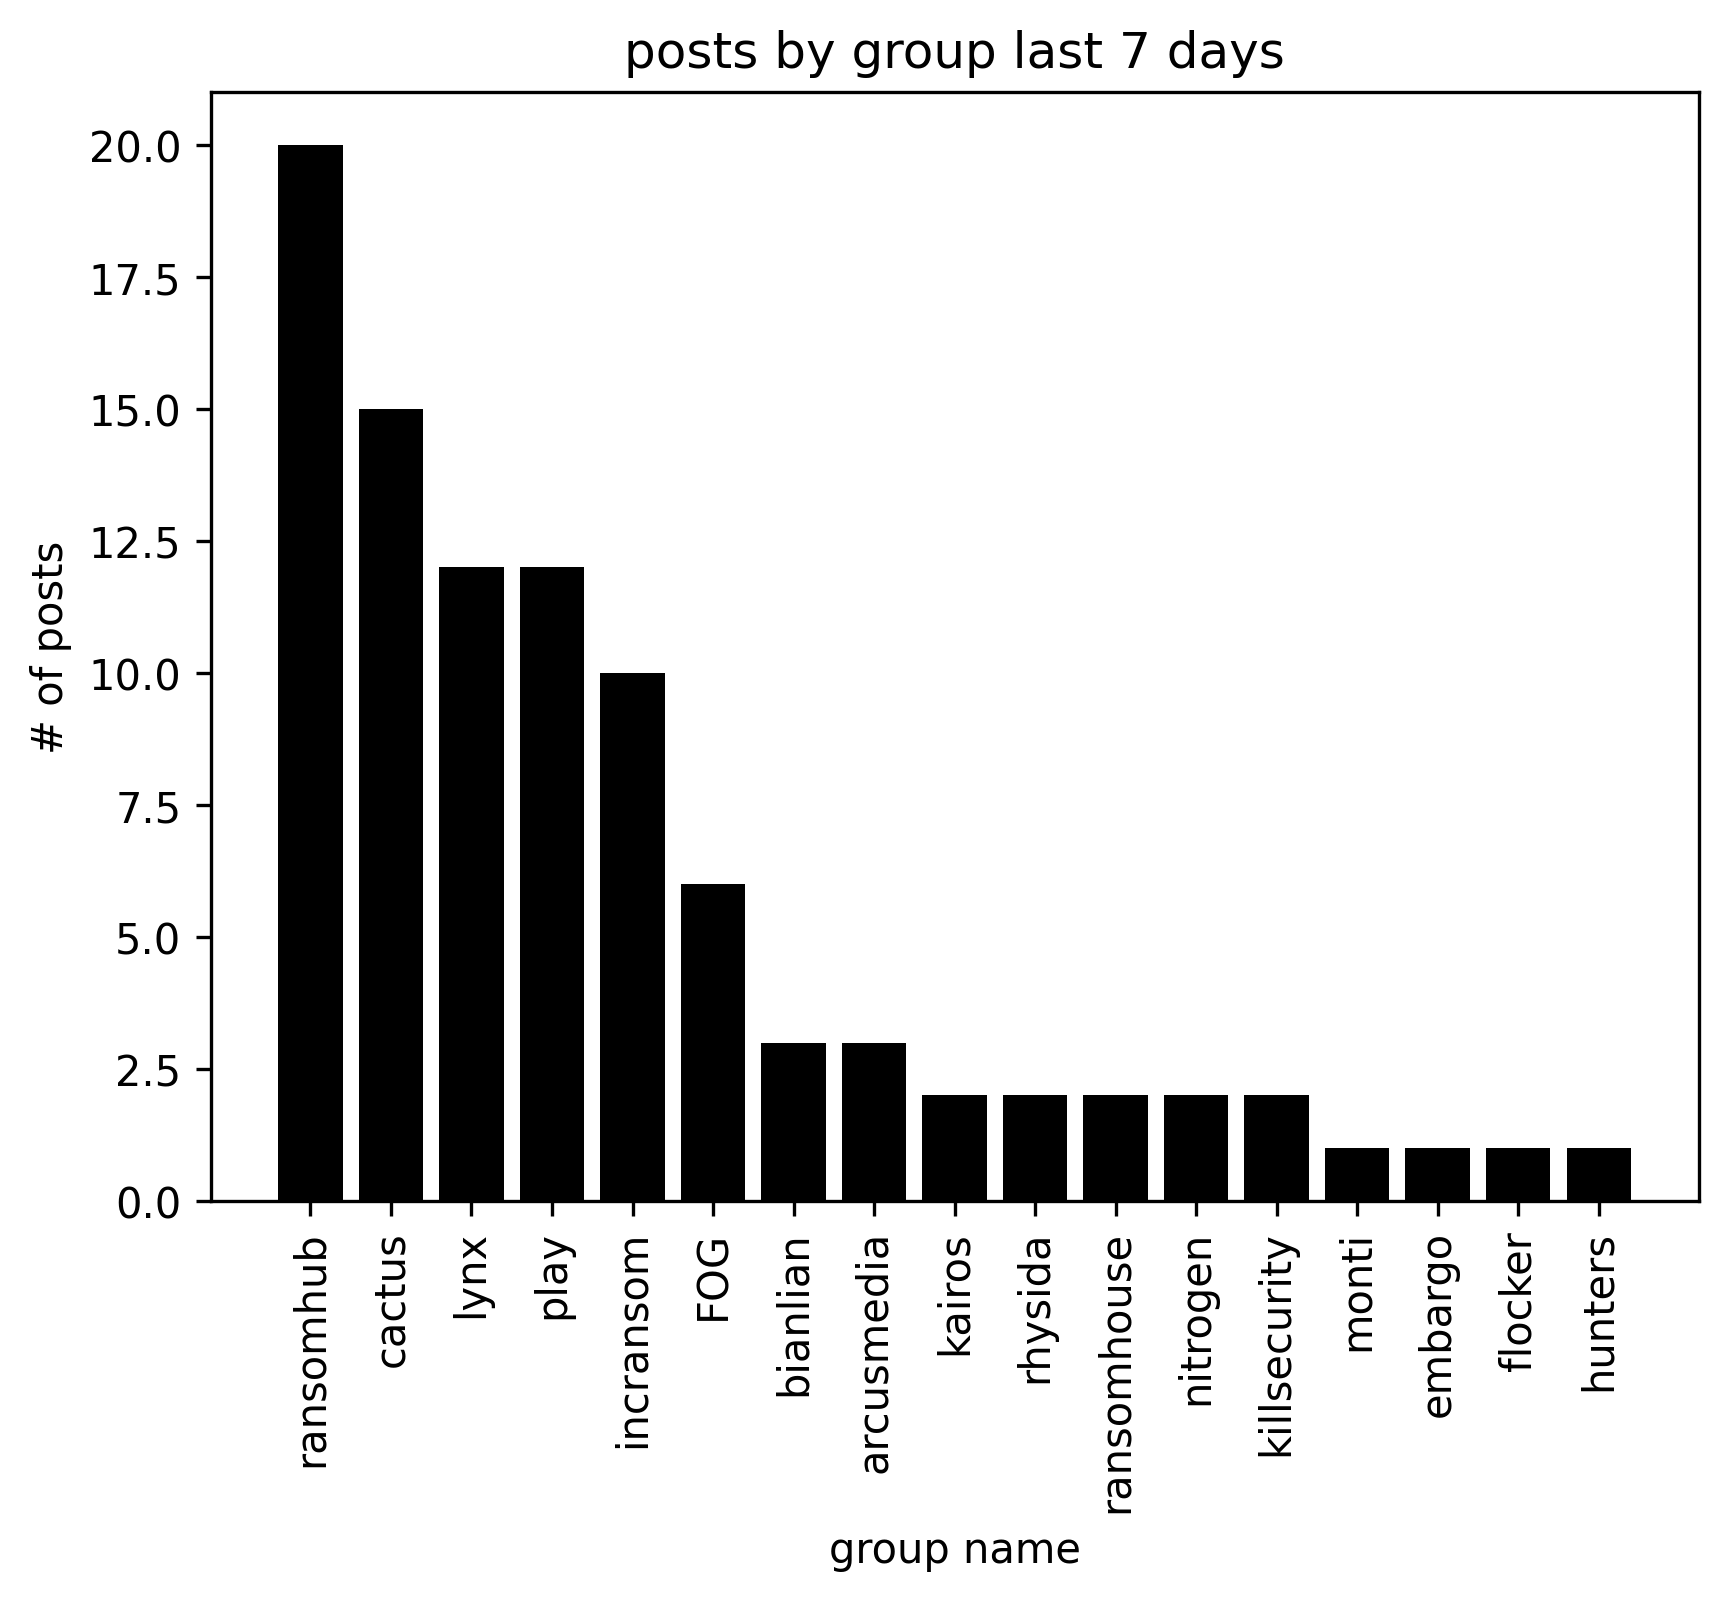 posts by group last 7 days
# of posts
20.0
17.5
15.0
12.5
10.0
7.5
5.0
2.5
0.0
ransomhub
cactus
lynx
play
incransom
FOG
bianlian
arcusmedia
kairos
rhysida
ransomhouse
nitrogen
killsecurity
monti
embargo
flocker
hunters
group name